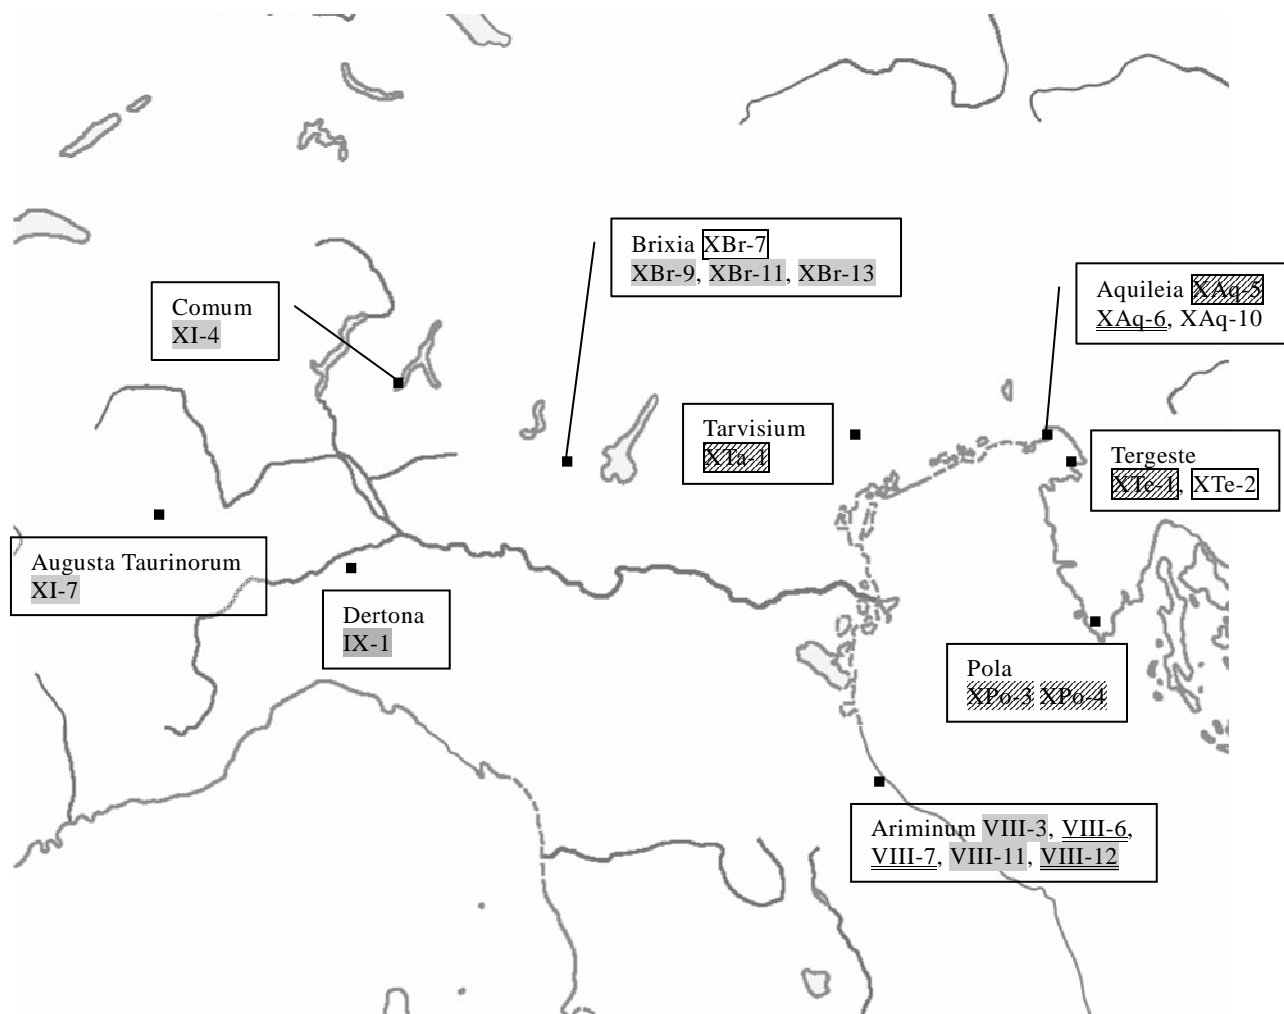 Brixia XBr-7
XBr-9, XBr-11, XBr-13
Comum
XI-4
Aquileia XAq-5
XAq-6, XAq-10
Tarvisium
XTa-1
Tergeste
XTe-1, XTe-2
Augusta Taurinorum
XI-7
Dertona
IX-1
Pola
XPo-3 XPo-4
Ariminum VIII-3, VIII-6,
VIII-7, VIII-11, VIII-12